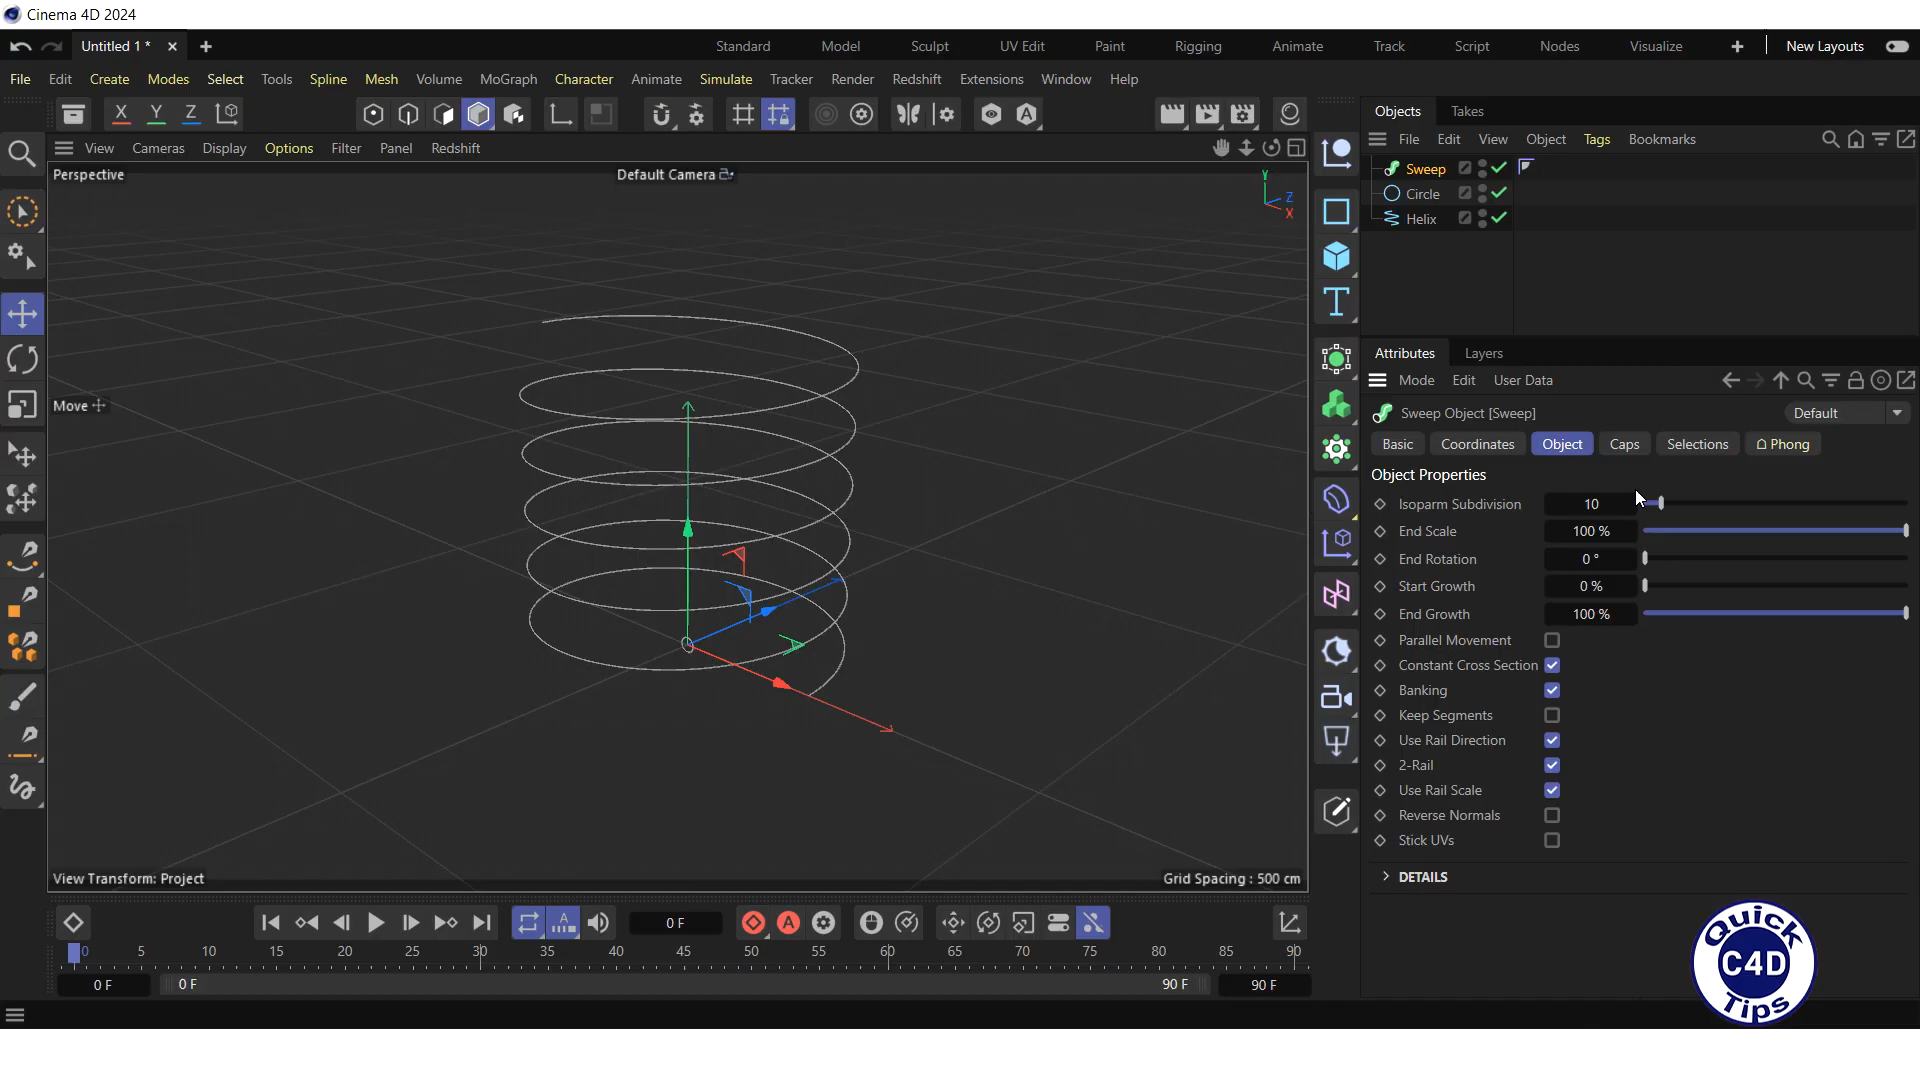 Cinema 4D 2024
Untitled 1 *
Standard Model Sculpt UV Edit Paint Rigging Animate Track Script Nodes Visualize New Layouts
File Edit Create Modes Select Tools Spline Mesh Volume MoGraph Character Animate Simulate Tracker Render Redshift Extensions Window Help
X Y Z
Objects Takes
View Cameras Display Options Filter Panel Redshift
File Edit View Object Tags Bookmarks
Perspective
Default Camera
Y
Z
X
Sweep
Circle
Helix
Attributes Layers
Mode Edit User Data
Move
Sweep Object [Sweep]
Default
Basic Coordinates Object Caps Selections Phong
Object Properties
Isoparm Subdivision 10
End Scale 100 %
End Rotation 0 °
Start Growth 0 %
End Growth 100 %
Parallel Movement
Constant Cross Section
Banking
Keep Segments
Use Rail Direction
2-Rail
Use Rail Scale
Reverse Normals
Stick UVs
DETAILS
View Transform: Project
Grid Spacing : 500 cm
0 F
0 5 10 15 20 25 30 35 40 45 50 55 60 65 70 75 80 85 90
0 F 0 F 90 F 90 F
Quick
C4D
Tips